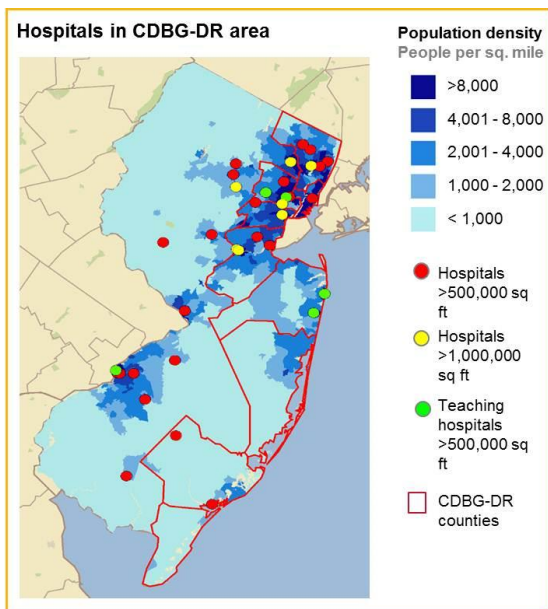 Hospitals in CDBG-DR area
Population density
People per sq. mile
>8,000
4,001 - 8,000
2,001 - 4,000
1,000 - 2,000
< 1,000
Hospitals
>500,000 sq
ft
Hospitals
>1,000,000
sq ft
Teaching
hospitals
>500,000 sq
ft
CDBG-DR
counties